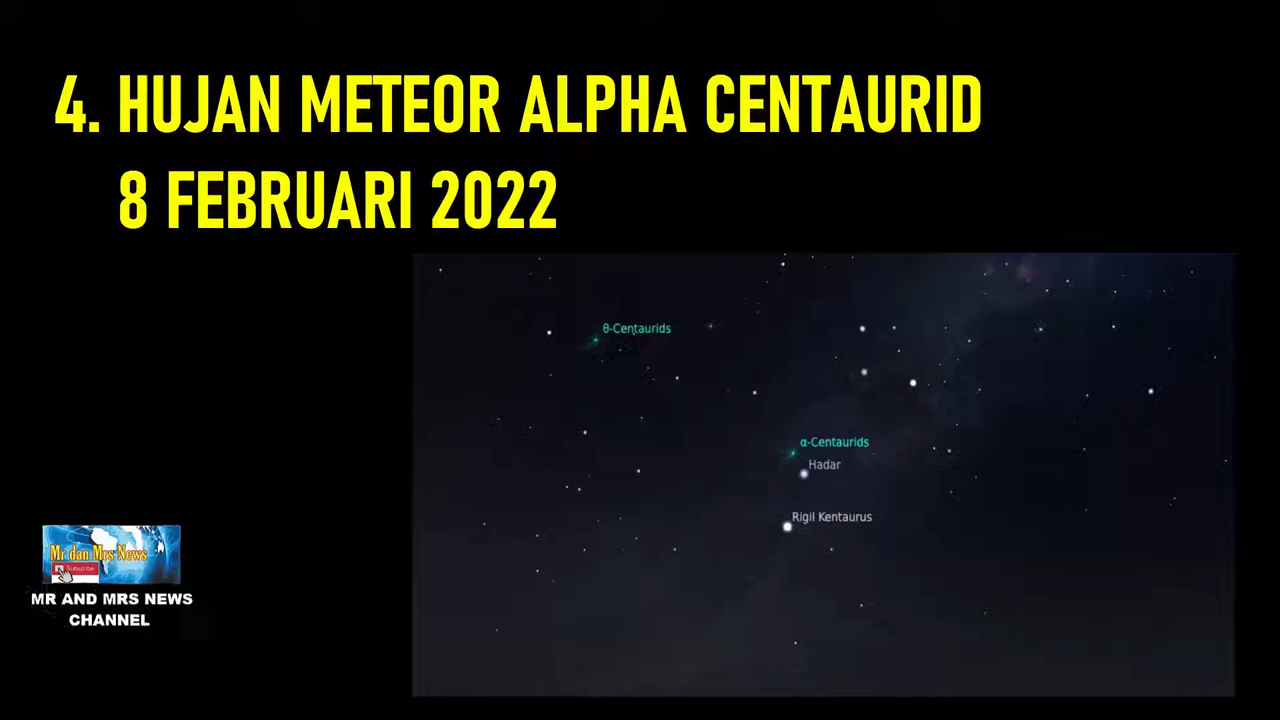 4. HUJAN METEOR ALPHA CENTAURID
8 FEBRUARI 2022
θ-Centaurids
α-Centaurids
Hadar
Rigil Kentaurus
Mr dan Mrs News
Subscribe
MR AND MRS NEWS
CHANNEL